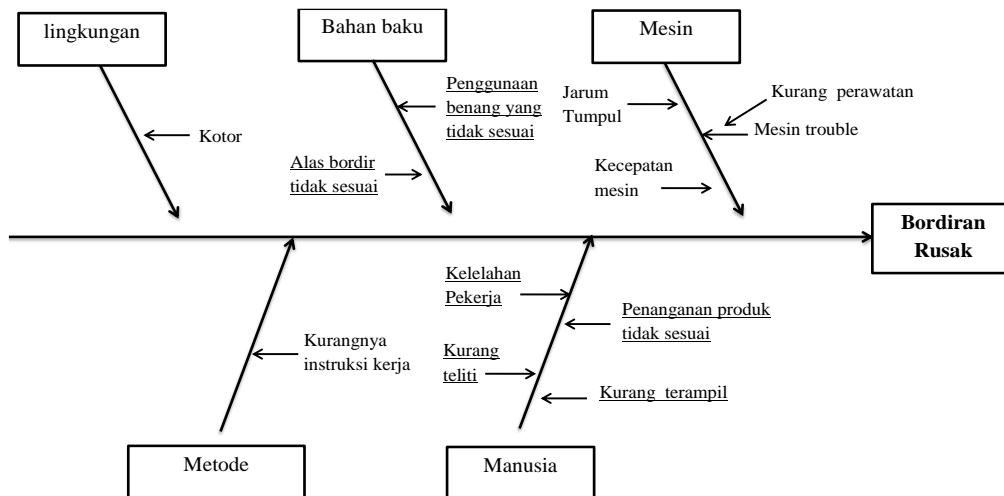 lingkungan
Bahan baku
Mesin
Penggunaan
benang yang
tidak sesuai
Jarum
Tumpul
Kurang perawatan
Mesin trouble
Kotor
Alas bordir
tidak sesuai
Kecepatan
mesin
Bordiran
Rusak
Kelelahan
Pekerja
Penanganan produk
tidak sesuai
Kurangnya
instruksi kerja
Kurang
teliti
Kurang terampil
Metode
Manusia